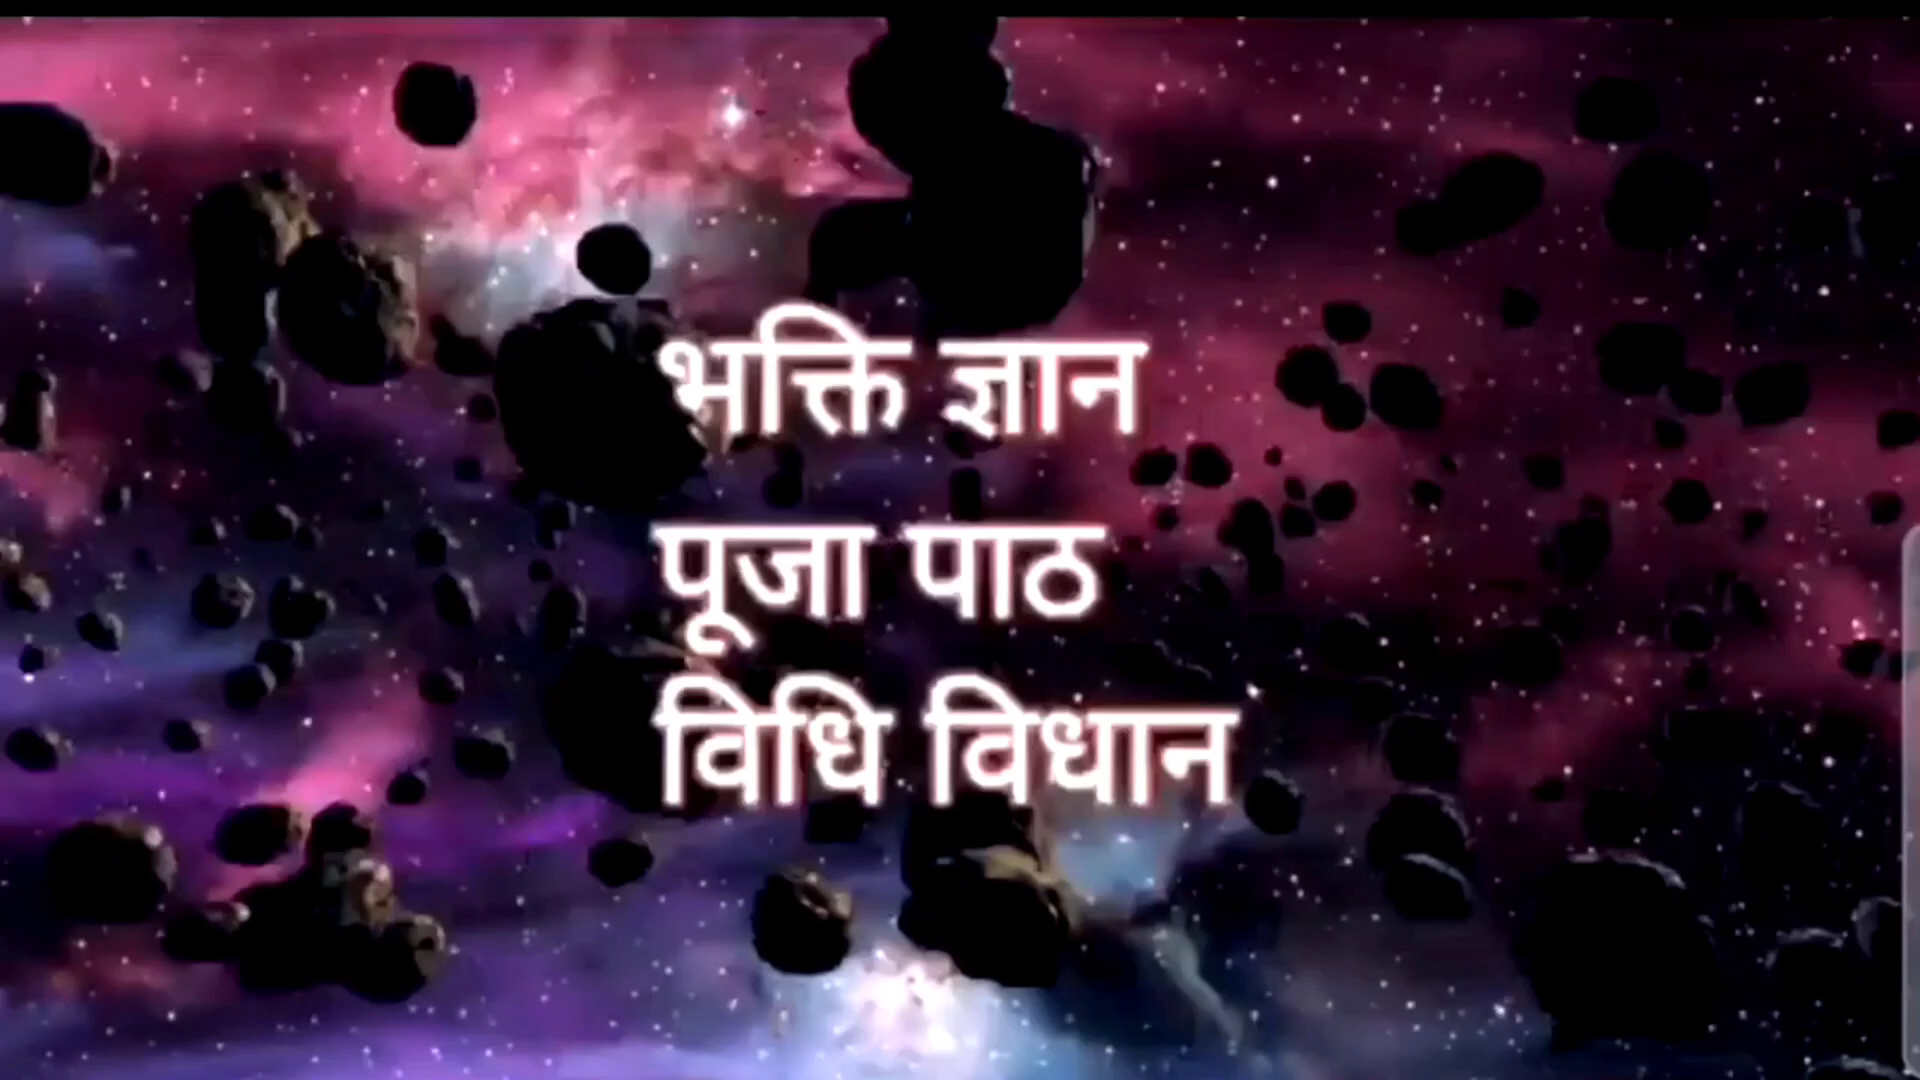 भक्ति ज्ञान
पूजा पाठ
विधि विधान